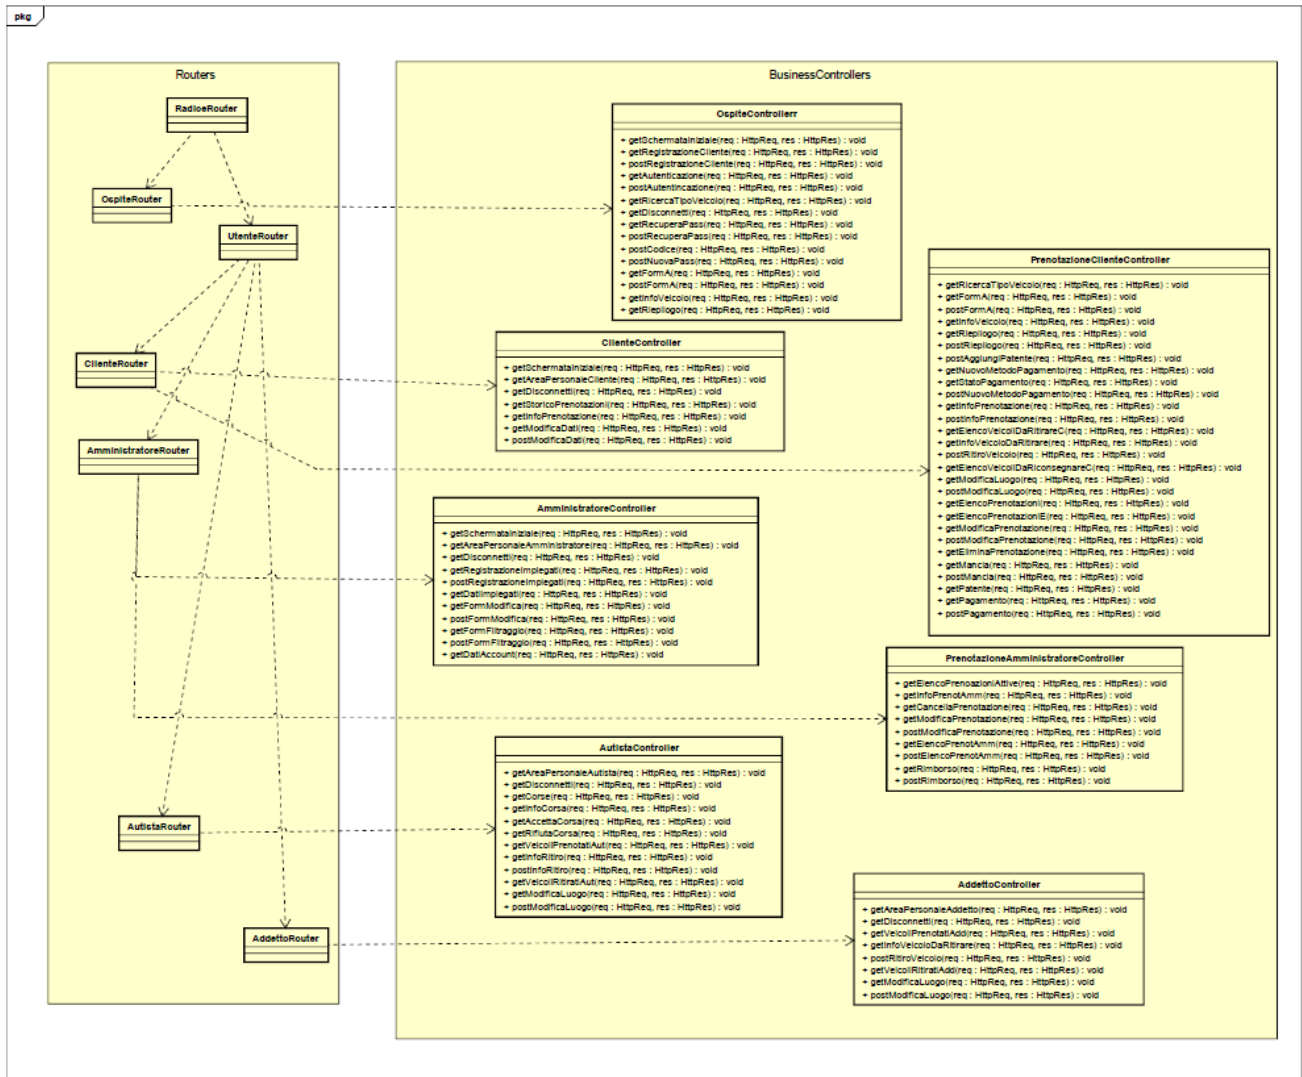 pkg
Routers
RadioeRouter
OspiteRouter
UtenteRouter
ClienteRouter
AmministratoreRouter
AutistaRouter
AddettoRouter
BusinessControllers
OspiteControllerr
+ getSchermataIniziale(req : HttpReq, res : HttpRes) : void
+ getRegistrazioneCliente(req : HttpReq, res : HttpRes) : void
+ postRegistrazioneCliente(req : HttpReq, res : HttpRes) : void
+ getAutenticazione(req : HttpReq, res : HttpRes) : void
+ postAutentincazione(req : HttpReq, res : HttpRes) : void
+ getRicercaTipoVeicolo(req : HttpReq, res : HttpRes) : void
+ getDisconnetti(req : HttpReq, res : HttpRes) : void
+ getRecuperaPass(req : HttpReq, res : HttpRes) : void
+ postRecuperaPass(req : HttpReq, res : HttpRes) : void
+ postCodice(req : HttpReq, res : HttpRes) : void
+ postNuovaPass(req : HttpReq, res : HttpRes) : void
+ getFormA(req : HttpReq, res : HttpRes) : void
+ postFormA(req : HttpReq, res : HttpRes) : void
+ getInfoVeicolo(req : HttpReq, res : HttpRes) : void
+ getRiepilogo(req : HttpReq, res : HttpRes) : void
PrenotazioneClienteController
+ getRicercaTipoVeicolo(req : HttpReq, res : HttpRes) : void
+ getFormA(req : HttpReq, res : HttpRes) : void
+ postFormA(req : HttpReq, res : HttpRes) : void
+ getInfoVeicolo(req : HttpReq, res : HttpRes) : void
+ getRiepilogo(req : HttpReq, res : HttpRes) : void
+ postRiepilogo(req : HttpReq, res : HttpRes) : void
+ postAggiungiPatente(req : HttpReq, res : HttpRes) : void
+ getNuovoMetodoPagamento(req : HttpReq, res : HttpRes) : void
+ getStatoPagamento(req : HttpReq, res : HttpRes) : void
+ postNuovoMetodoPagamento(req : HttpReq, res : HttpRes) : void
+ getInfoPrenotazione(req : HttpReq, res : HttpRes) : void
+ postInfoPrenotazione(req : HttpReq, res : HttpRes) : void
+ getElencoVeicoliDaRitirareC(req : HttpReq, res : HttpRes) : void
+ getInfoVeicoloDaRitirare(req : HttpReq, res : HttpRes) : void
+ postRitiroVeicolo(req : HttpReq, res : HttpRes) : void
+ getElencoVeicoliDaRiconsegnareC(req : HttpReq, res : HttpRes) : void
+ getModificaLuogo(req : HttpReq, res : HttpRes) : void
+ postModificaLuogo(req : HttpReq, res : HttpRes) : void
+ getElencoPrenotazioni(req : HttpReq, res : HttpRes) : void
+ getElencoPrenotazioniE(req : HttpReq, res : HttpRes) : void
+ getModificaPrenotazione(req : HttpReq, res : HttpRes) : void
+ postModificaPrenotazione(req : HttpReq, res : HttpRes) : void
+ getEliminaPrenotazione(req : HttpReq, res : HttpRes) : void
+ getMancia(req : HttpReq, res : HttpRes) : void
+ postMancia(req : HttpReq, res : HttpRes) : void
+ getPatente(req : HttpReq, res : HttpRes) : void
+ getPagamento(req : HttpReq, res : HttpRes) : void
+ postPagamento(req : HttpReq, res : HttpRes) : void
ClienteController
+ getSchermataIniziale(req : HttpReq, res : HttpRes) : void
+ getAreaPersonaleCliente(req : HttpReq, res : HttpRes) : void
+ getDisconnetti(req : HttpReq, res : HttpRes) : void
+ getStoricoPrenotazioni(req : HttpReq, res : HttpRes) : void
+ getInfoPrenotazione(req : HttpReq, res : HttpRes) : void
+ getModificaDati(req : HttpReq, res : HttpRes) : void
+ postModificaDati(req : HttpReq, res : HttpRes) : void
AmministratoreController
+ getSchermataIniziale(req : HttpReq, res : HttpRes) : void
+ getAreaPersonaleAmministratore(req : HttpReq, res : HttpRes) : void
+ getDisconnetti(req : HttpReq, res : HttpRes) : void
+ getRegistrazioneImpiegati(req : HttpReq, res : HttpRes) : void
+ postRegistrazioneImpiegati(req : HttpReq, res : HttpRes) : void
+ getDatiImpiegati(req : HttpReq, res : HttpRes) : void
+ getFormModifica(req : HttpReq, res : HttpRes) : void
+ postFormModifica(req : HttpReq, res : HttpRes) : void
+ getFormFiltraggio(req : HttpReq, res : HttpRes) : void
+ postFormFiltraggio(req : HttpReq, res : HttpRes) : void
+ getDatiAccount(req : HttpReq, res : HttpRes) : void
PrenotazioneAmministratoreController
+ getElencoPrenoazioniAttive(req : HttpReq, res : HttpRes) : void
+ getInfoPrenotAmm(req : HttpReq, res : HttpRes) : void
+ getCancellaPrenotazione(req : HttpReq, res : HttpRes) : void
+ getModificaPrenotazione(req : HttpReq, res : HttpRes) : void
+ postModificaPrenotazione(req : HttpReq, res : HttpRes) : void
+ getElencoPrenotAmm(req : HttpReq, res : HttpRes) : void
+ postElencoPrenotAmm(req : HttpReq, res : HttpRes) : void
+ getRimborso(req : HttpReq, res : HttpRes) : void
+ postRimborso(req : HttpReq, res : HttpRes) : void
AutistaController
+ getAreaPersonaleAutista(req : HttpReq, res : HttpRes) : void
+ getDisconnetti(req : HttpReq, res : HttpRes) : void
+ getCorse(req : HttpReq, res : HttpRes) : void
+ getInfoCorsa(req : HttpReq, res : HttpRes) : void
+ getAccettaCorsa(req : HttpReq, res : HttpRes) : void
+ getRifiutaCorsa(req : HttpReq, res : HttpRes) : void
+ getVeicoliPrenotatiAut(req : HttpReq, res : HttpRes) : void
+ getInfoRitiro(req : HttpReq, res : HttpRes) : void
+ postInfoRitiro(req : HttpReq, res : HttpRes) : void
+ getVeicoliRitiratiAut(req : HttpReq, res : HttpRes) : void
+ getModificaLuogo(req : HttpReq, res : HttpRes) : void
+ postModificaLuogo(req : HttpReq, res : HttpRes) : void
AddettoController
+ getAreaPersonaleAddetto(req : HttpReq, res : HttpRes) : void
+ getDisconnetti(req : HttpReq, res : HttpRes) : void
+ getVeicoliPrenotatiAdd(req : HttpReq, res : HttpRes) : void
+ getInfoVeicoloDaRitirare(req : HttpReq, res : HttpRes) : void
+ postRitiroVeicolo(req : HttpReq, res : HttpRes) : void
+ getVeicoliRitiratiAdd(req : HttpReq, res : HttpRes) : void
+ getModificaLuogo(req : HttpReq, res : HttpRes) : void
+ postModificaLuogo(req : HttpReq, res : HttpRes) : void